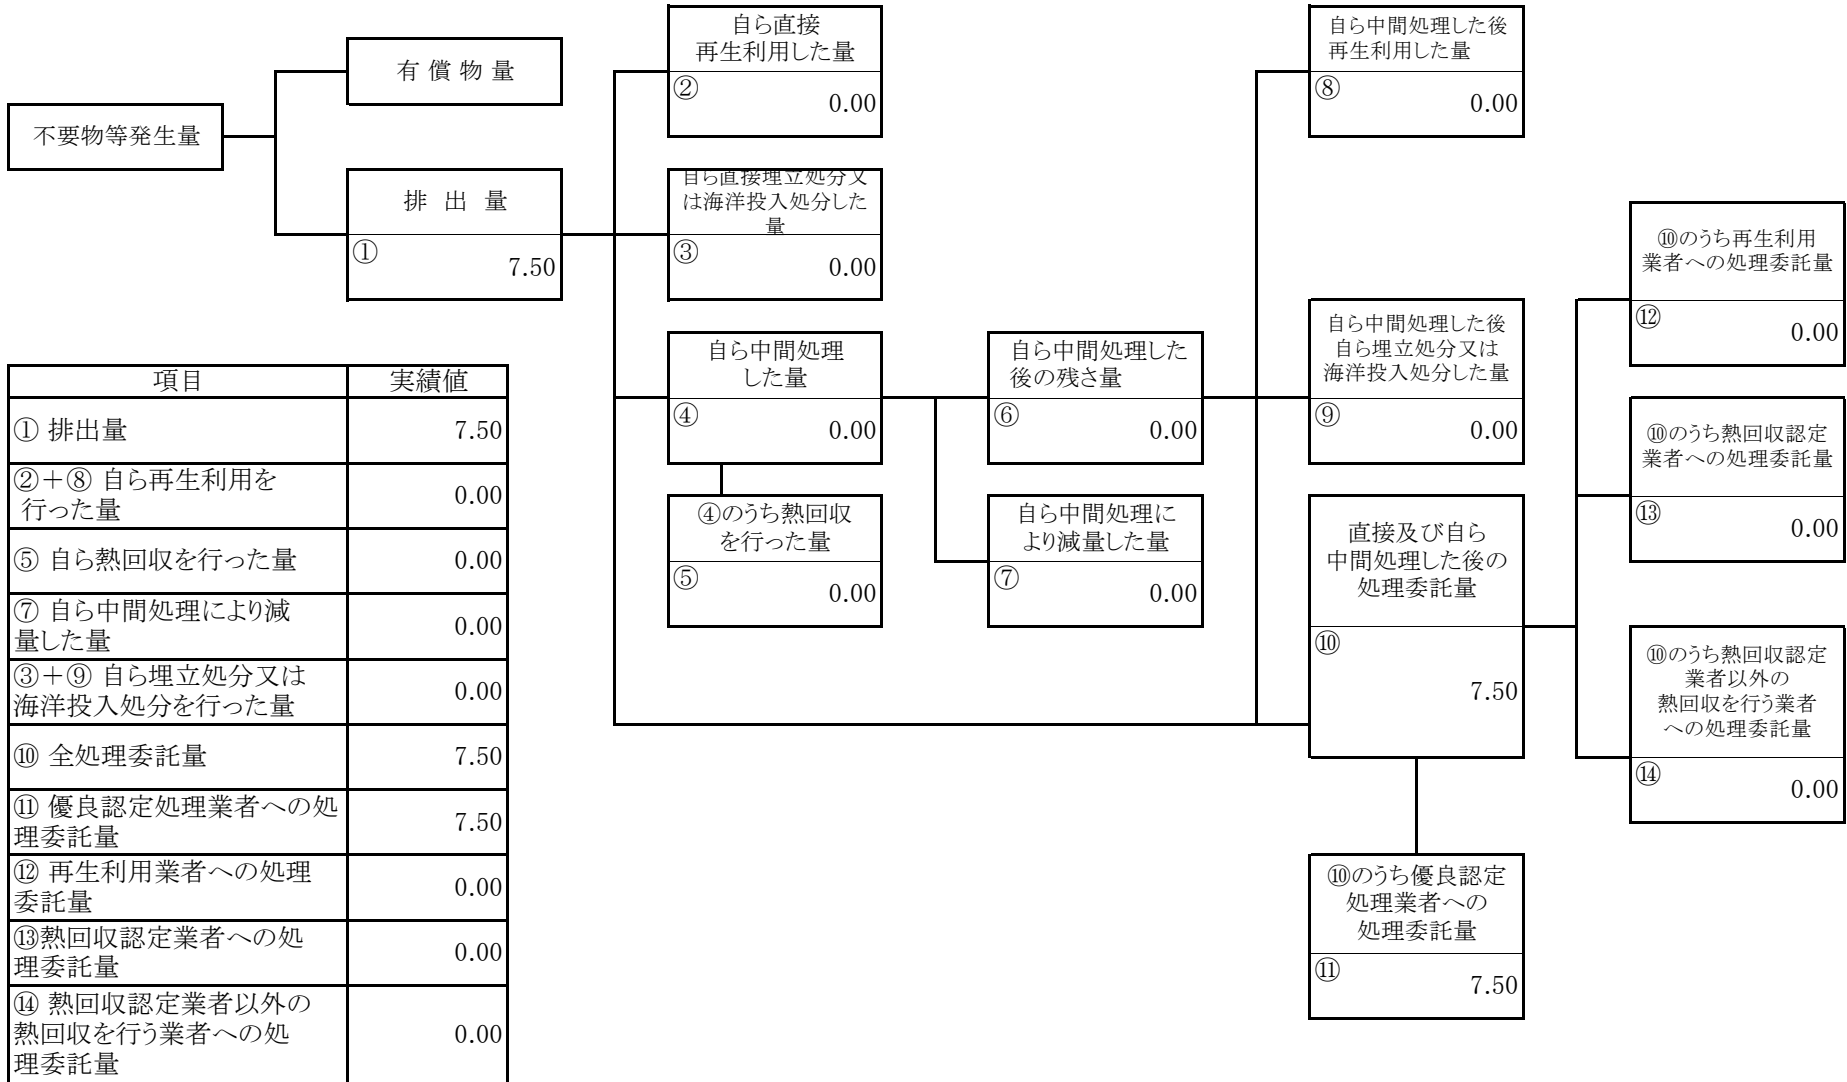 不要物等発生量
有 償 物 量
排 出 量
①
7.50
自ら直接
再生利用した量
②
0.00
自ら直接埋立処分又
は海洋投入処分した
量
③
0.00
自ら中間処理
した量
④
0.00
④のうち熱回収
を行った量
⑤
0.00
自ら中間処理した
後の残さ量
⑥
0.00
自ら中間処理に
より減量した量
⑦
0.00
自ら中間処理した後
再生利用した量
⑧
0.00
自ら中間処理した後
自ら埋立処分又は
海洋投入処分した量
⑨
0.00
直接及び自ら
中間処理した後の
処理委託量
⑩
7.50
⑩のうち優良認定
処理業者への
処理委託量
⑪
7.50
⑩のうち再生利用
業者への処理委託量
⑫
0.00
⑩のうち熱回収認定
業者への処理委託量
⑬
0.00
⑩のうち熱回収認定
業者以外の
熱回収を行う業者
への処理委託量
⑭
0.00
項目 実績値
① 排出量 7.50
②＋⑧ 自ら再生利用を
行った量 0.00
⑤ 自ら熱回収を行った量 0.00
⑦ 自ら中間処理により減
量した量 0.00
③＋⑨ 自ら埋立処分又は
海洋投入処分を行った量 0.00
⑩ 全処理委託量 7.50
⑪ 優良認定処理業者への処
理委託量 7.50
⑫ 再生利用業者への処理
委託量 0.00
⑬熱回収認定業者への処
理委託量 0.00
⑭ 熱回収認定業者以外の
熱回収を行う業者への処
理委託量 0.00